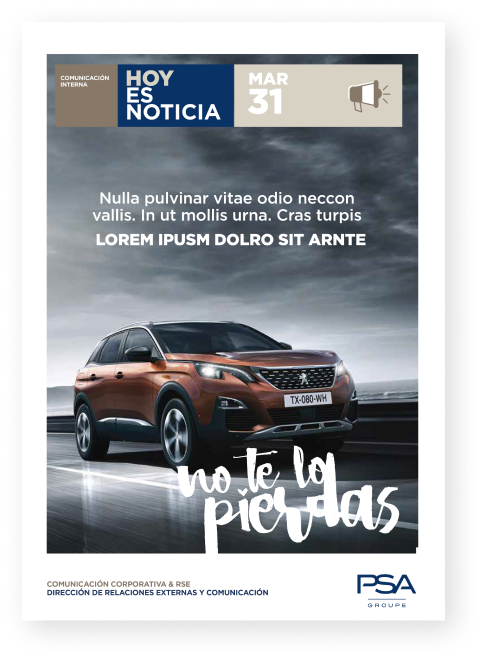 COMUNICACIÓN
INTERNA
HOY
ES
NOTICIA
MAR
31
Nulla pulvinar vitae odio neccon
vallis. In ut mollis urna. Cras turpis
LOREM IPUSM DOLRO SIT ARNTE
TX-080-WH
no te lo
pierdas
COMUNICACIÓN CORPORATIVA & RSE
DIRECCIÓN DE RELACIONES EXTERNAS Y COMUNICACIÓN
PSA
GROUPE